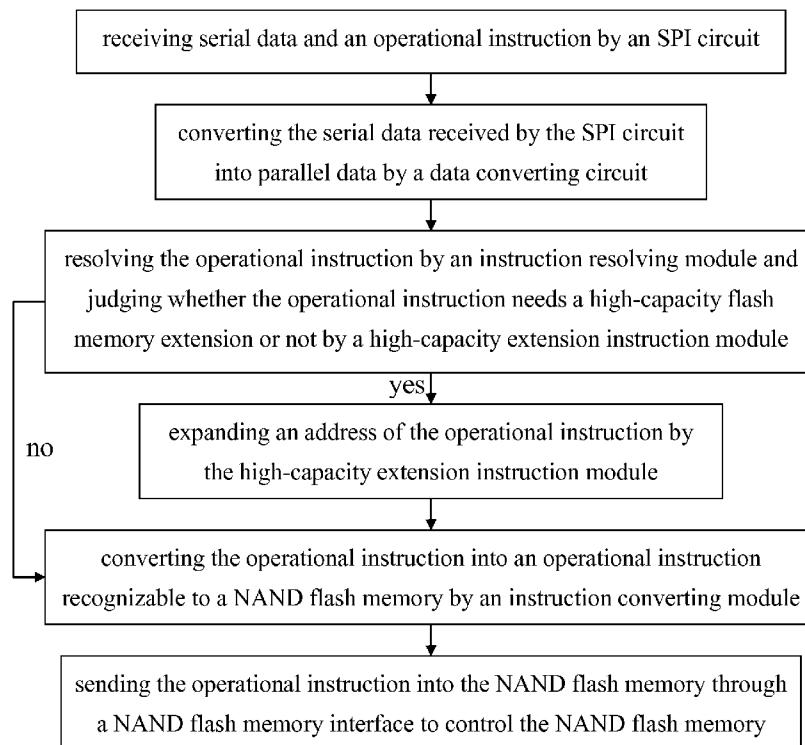 receiving serial data and an operational instruction by an SPI circuit
converting the serial data received by the SPI circuit
into parallel data by a data converting circuit
resolving the operational instruction by an instruction resolving module and
judging whether the operational instruction needs a high-capacity flash
memory extension or not by a high-capacity extension instruction module
yes
expanding an address of the operational instruction by
the high-capacity extension instruction module
no
converting the operational instruction into an operational instruction
recognizable to a NAND flash memory by an instruction converting module
sending the operational instruction into the NAND flash memory through
a NAND flash memory interface to control the NAND flash memory